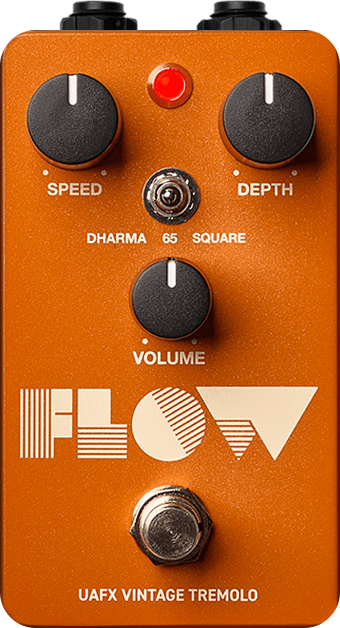 SPEED DEPTH
DHARMA 65 SQUARE
VOLUME
FLOW
UAFX VINTAGE TREMOLO